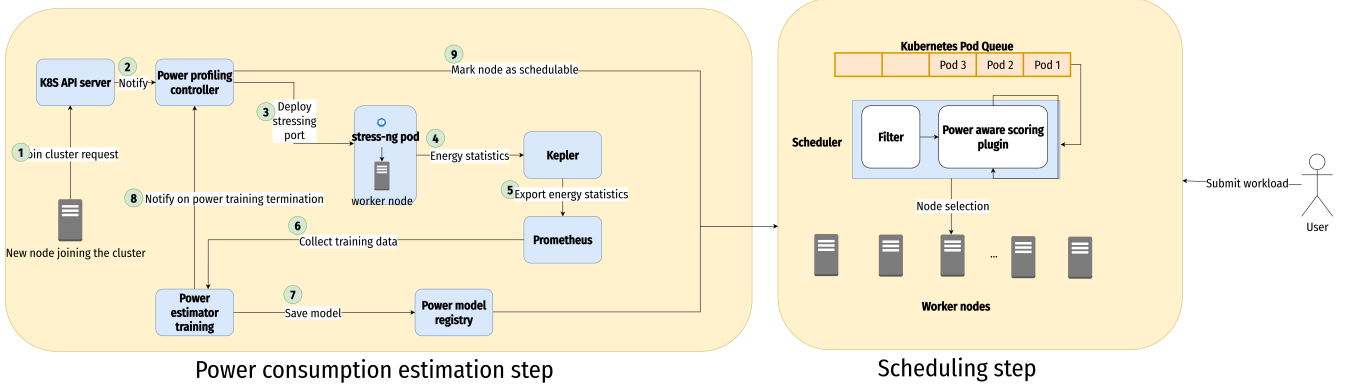 9
Mark node as schedulable
2
Notify
K8S API server
Power profiling
controller
3
Deploy
stressing
port
stress-ng pod
worker node
4
Energy statistics
Kepler
1
oin cluster request
5
Export energy statistics
8
Notify on power training termination
New node joining the cluster
6
Collect training data
Prometheus
7
Save model
Power
estimator
training
Power model
registry
Power consumption estimation step
Kubernetes Pod Queue
Pod 3
Pod 2
Pod 1
Scheduler
Filter
Power aware scoring
plugin
Node selection
...
Worker nodes
Scheduling step
Submit workload
User